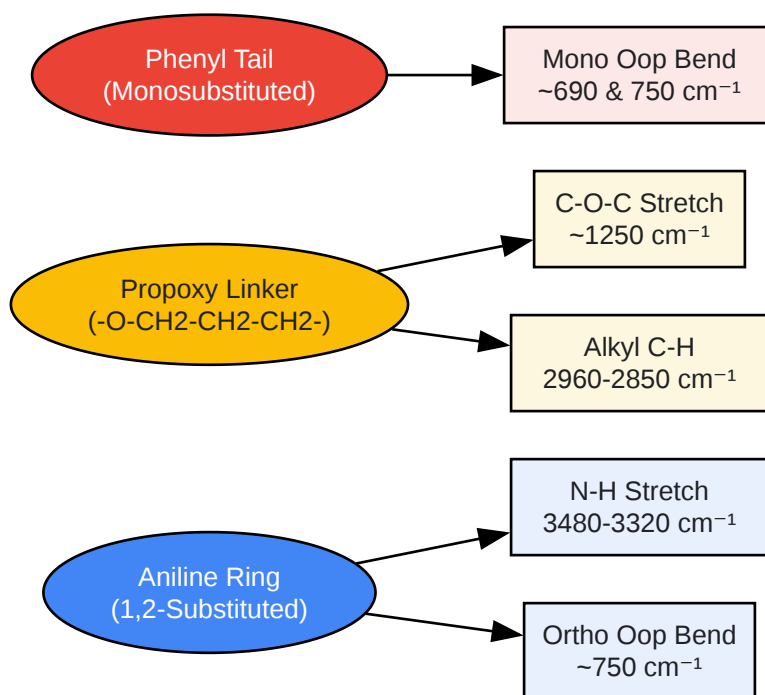 Phenyl Tail
(Monosubstituted)
Mono Oop Bend
~690 & 750 cm⁻¹
Propoxy Linker
(-O-CH2-CH2-CH2-)
C-O-C Stretch
~1250 cm⁻¹
Alkyl C-H
2960-2850 cm⁻¹
Aniline Ring
(1,2-Substituted)
N-H Stretch
3480-3320 cm⁻¹
Ortho Oop Bend
~750 cm⁻¹